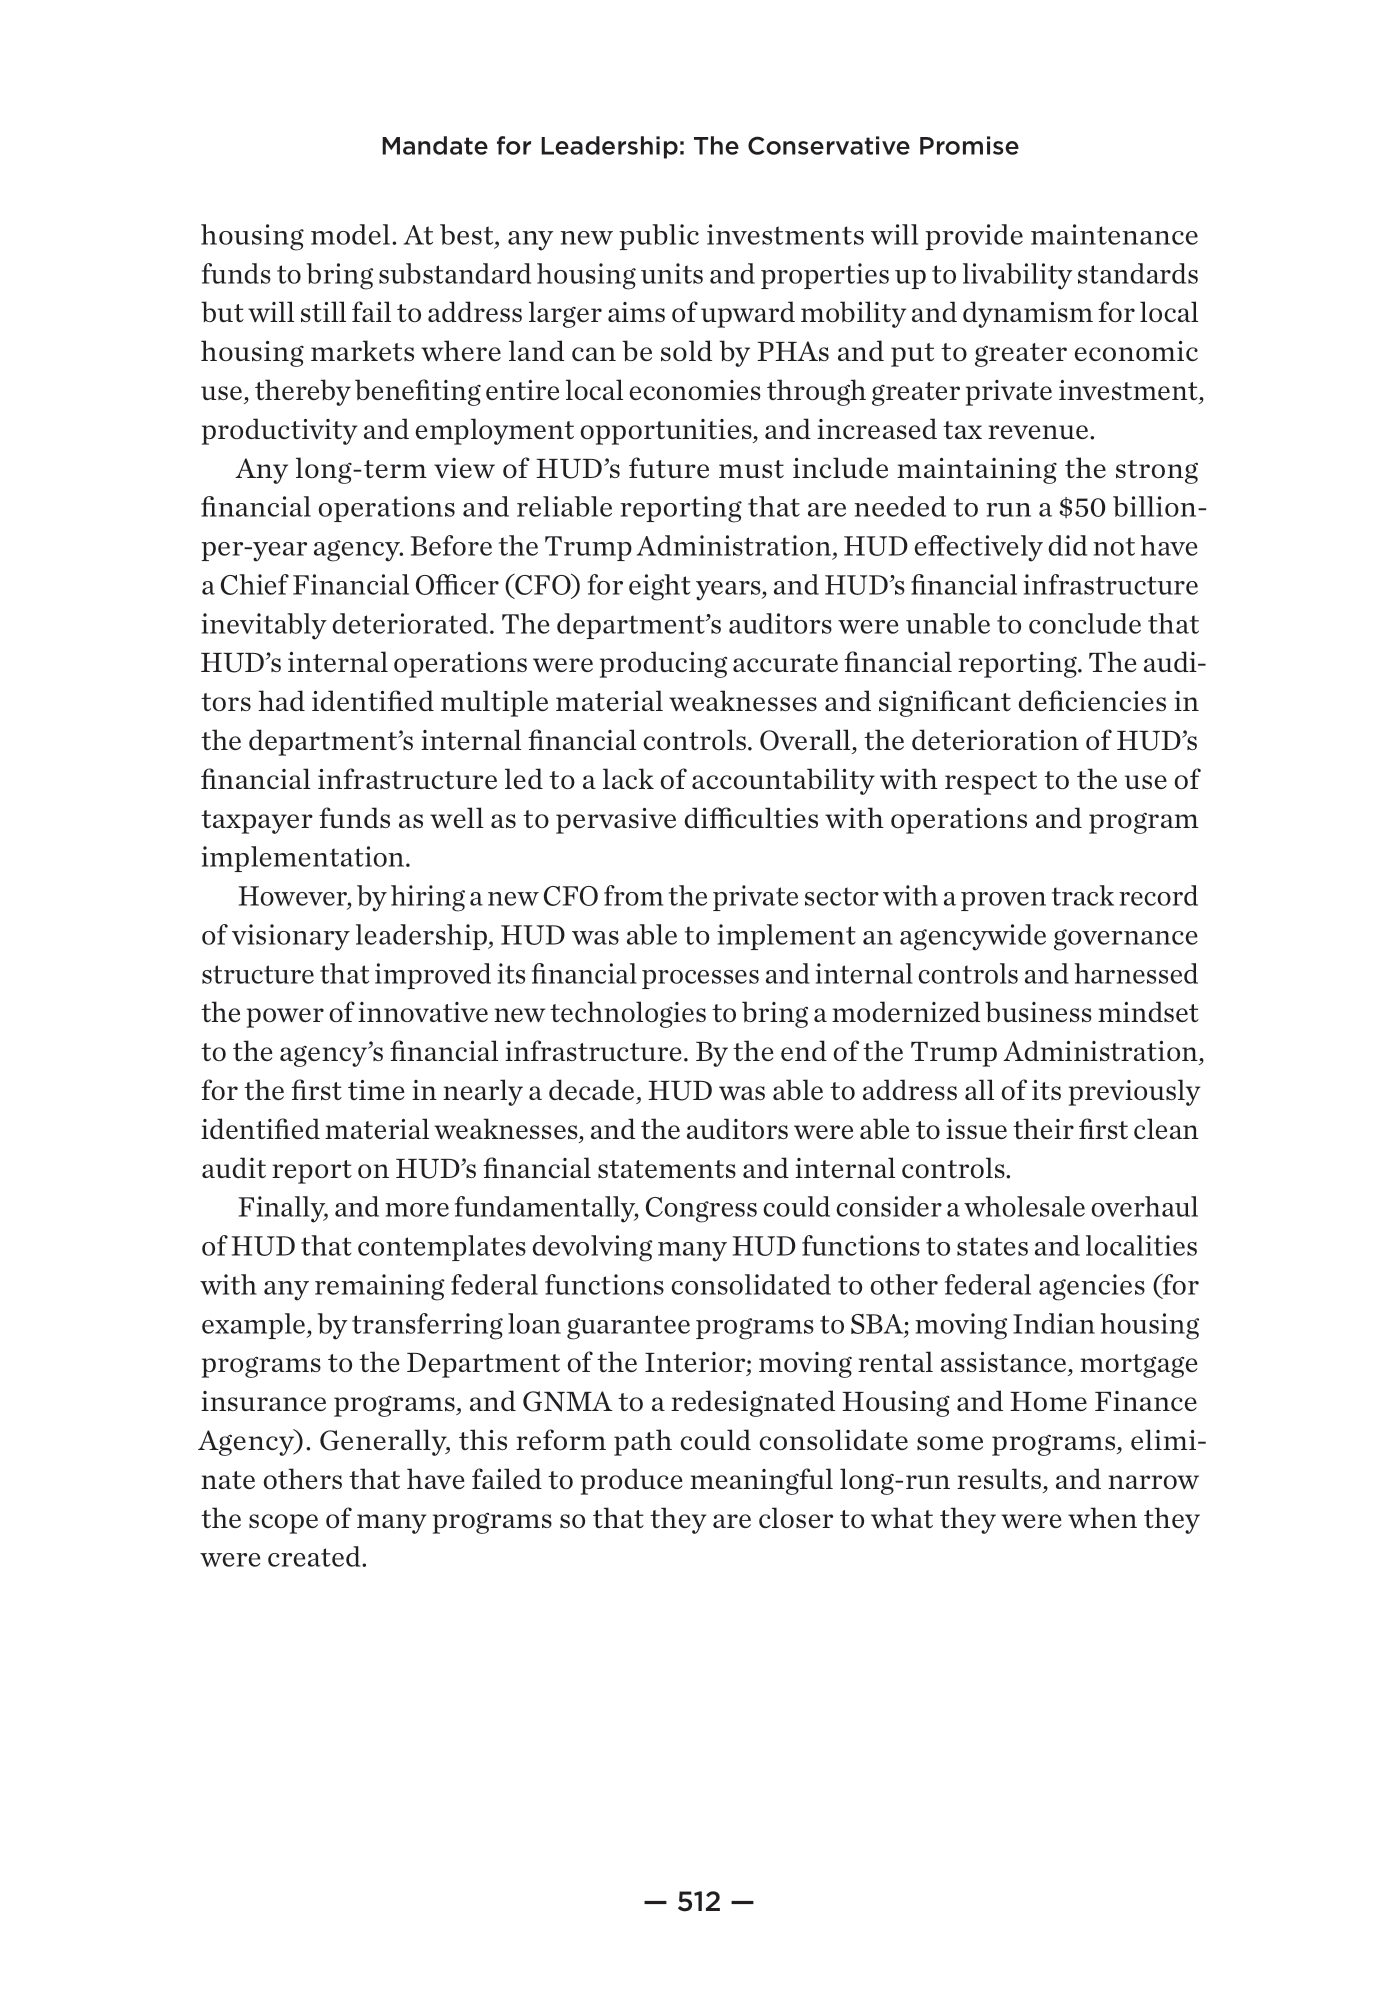 Mandate for Leadership: The Conservative Promise
housing model. At best, any new public investments will provide maintenance
funds to bring substandard housing units and properties up to livability standards
but will still fail to address larger aims of upward mobility and dynamism for local
housing markets where land can be sold by PHAs and put to greater economic
use, thereby benefiting entire local economies through greater private investment,
productivity and employment opportunities, and increased tax revenue.
Any long-term view of HUD’s future must include maintaining the strong
financial operations and reliable reporting that are needed to run a $50 billion-
per-year agency. Before the Trump Administration, HUD effectively did not have
a Chief Financial Officer (CFO) for eight years, and HUD’s financial infrastructure
inevitably deteriorated. The department’s auditors were unable to conclude that
HUD’s internal operations were producing accurate financial reporting. The audi-
tors had identified multiple material weaknesses and significant deficiencies in
the department’s internal financial controls. Overall, the deterioration of HUD’s
financial infrastructure led to a lack of accountability with respect to the use of
taxpayer funds as well as to pervasive difficulties with operations and program
implementation.
However, by hiring a new CFO from the private sector with a proven track record
of visionary leadership, HUD was able to implement an agencywide governance
structure that improved its financial processes and internal controls and harnessed
the power of innovative new technologies to bring a modernized business mindset
to the agency’s financial infrastructure. By the end of the Trump Administration,
for the first time in nearly a decade, HUD was able to address all of its previously
identified material weaknesses, and the auditors were able to issue their first clean
audit report on HUD’s financial statements and internal controls.
Finally, and more fundamentally, Congress could consider a wholesale overhaul
of HUD that contemplates devolving many HUD functions to states and localities
with any remaining federal functions consolidated to other federal agencies (for
example, by transferring loan guarantee programs to SBA; moving Indian housing
programs to the Department of the Interior; moving rental assistance, mortgage
insurance programs, and GNMA to a redesignated Housing and Home Finance
Agency). Generally, this reform path could consolidate some programs, elimi-
nate others that have failed to produce meaningful long-run results, and narrow
the scope of many programs so that they are closer to what they were when they
were created.
— 512 —